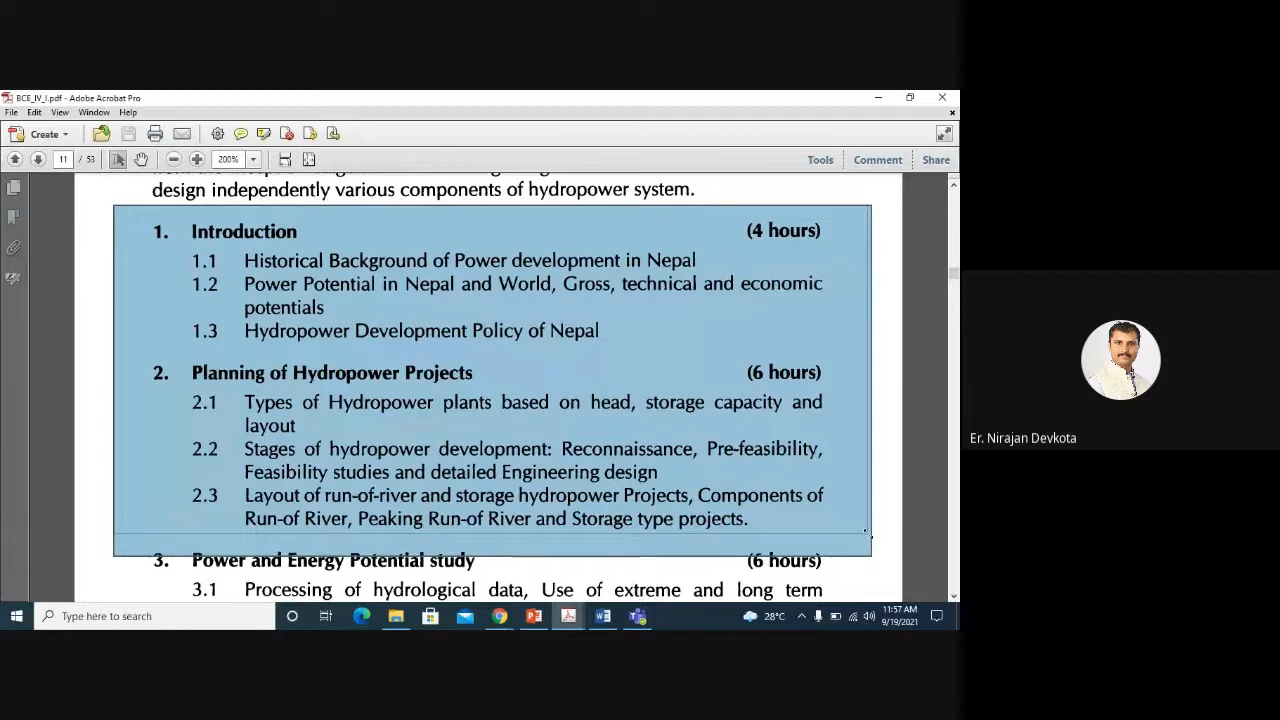 BCE_IV_I.pdf - Adobe Acrobat Pro
File Edit View Window Help
Create
11 / 53 200% Tools Comment Share
design independently various components of hydropower system.
1. Introduction (4 hours)
1.1 Historical Background of Power development in Nepal
1.2 Power Potential in Nepal and World, Gross, technical and economic
potentials
1.3 Hydropower Development Policy of Nepal
2. Planning of Hydropower Projects (6 hours)
2.1 Types of Hydropower plants based on head, storage capacity and
layout
2.2 Stages of hydropower development: Reconnaissance, Pre-feasibility,
Feasibility studies and detailed Engineering design
2.3 Layout of run-of-river and storage hydropower Projects, Components of
Run-of River, Peaking Run-of River and Storage type projects.
3. Power and Energy Potential study (6 hours)
3.1 Processing of hydrological data, Use of extreme and long term
Type here to search
28°C
11:57 AM
9/19/2021
Er. Nirajan Devkota